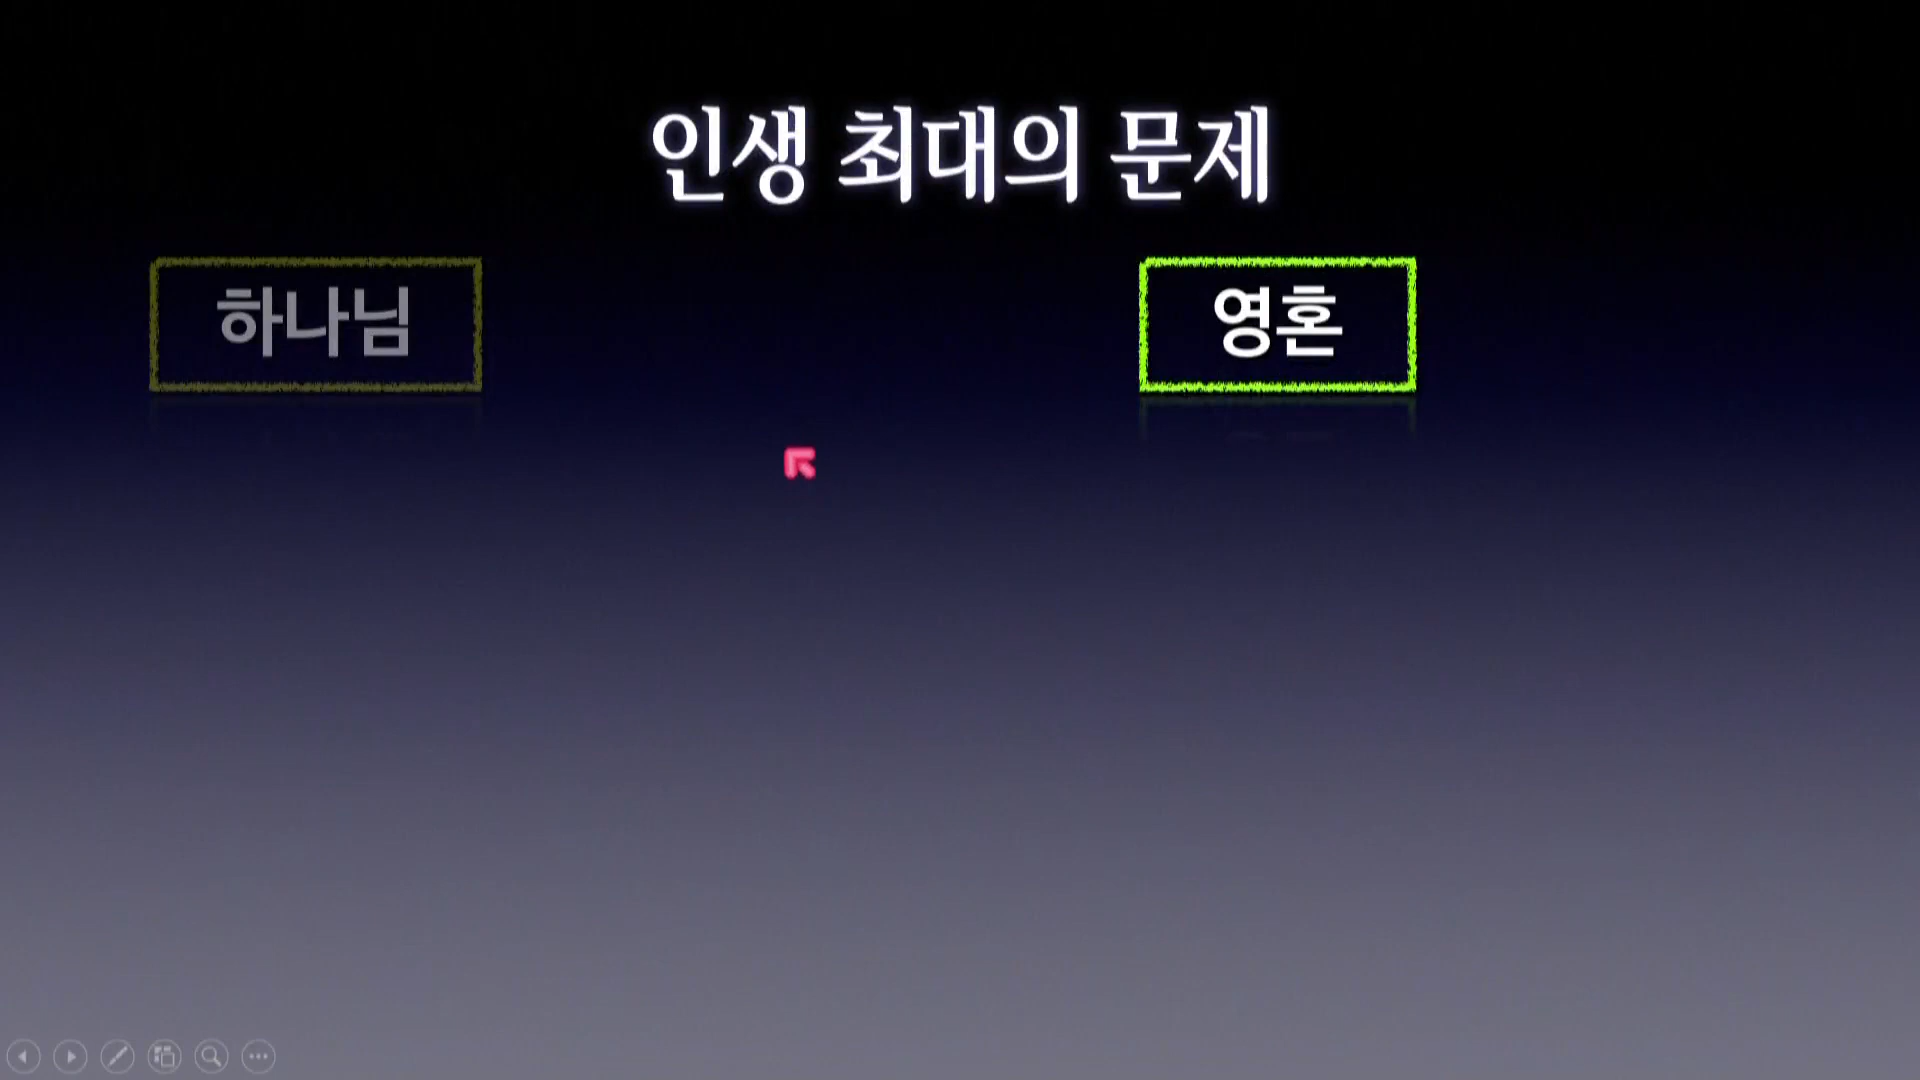 인생 최대의 문제
하나님
영혼